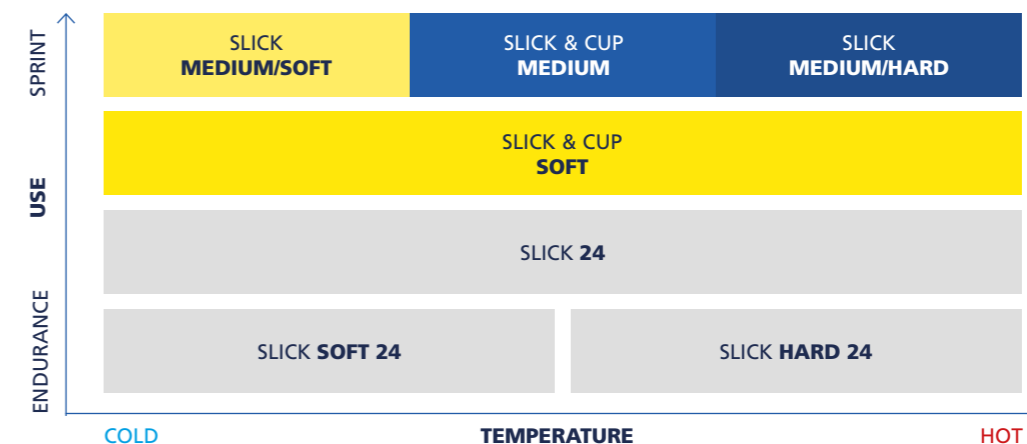 SPRINT
USE
ENDURANCE
SLICK
MEDIUM/SOFT
SLICK & CUP
MEDIUM
SLICK
MEDIUM/HARD
SLICK & CUP
SOFT
SLICK 24
SLICK SOFT 24
SLICK HARD 24
COLD
TEMPERATURE
HOT